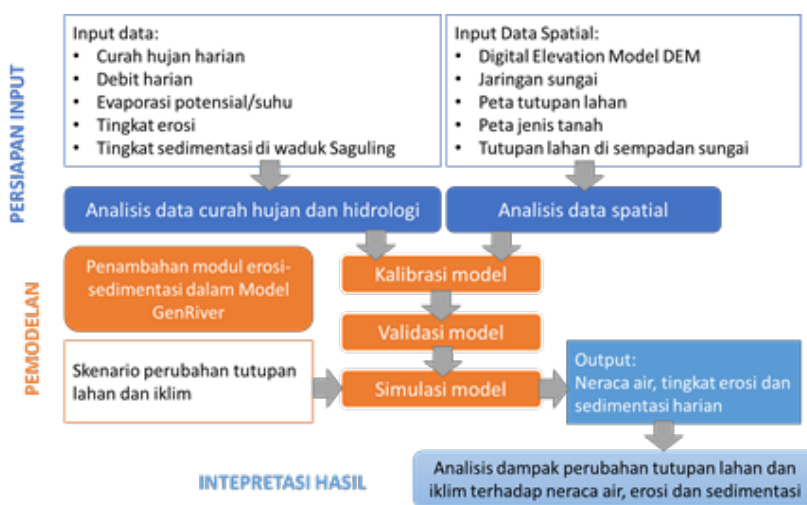 PERSIAPAN INPUT
Input data:
• Curah hujan harian
• Debit harian
• Evaporasi potensial/suhu
• Tingkat erosi
• Tingkat sedimentasi di waduk Saguling
Input Data Spatial:
• Digital Elevation Model DEM
• Jaringan sungai
• Peta tutupan lahan
• Peta jenis tanah
• Tutupan lahan di sempadan sungai
Analisis data curah hujan dan hidrologi
Analisis data spatial
PEMODELAN
Penambahan modul erosi-
sedimentasi dalam Model
GenRiver
Kalibrasi model
Validasi model
Skenario perubahan tutupan
lahan dan iklim
Simulasi model
Output:
Neraca air, tingkat erosi dan
sedimentasi harian
INTEPRETASI HASIL
Analisis dampak perubahan tutupan lahan dan
iklim terhadap neraca air, erosi dan sedimentasi